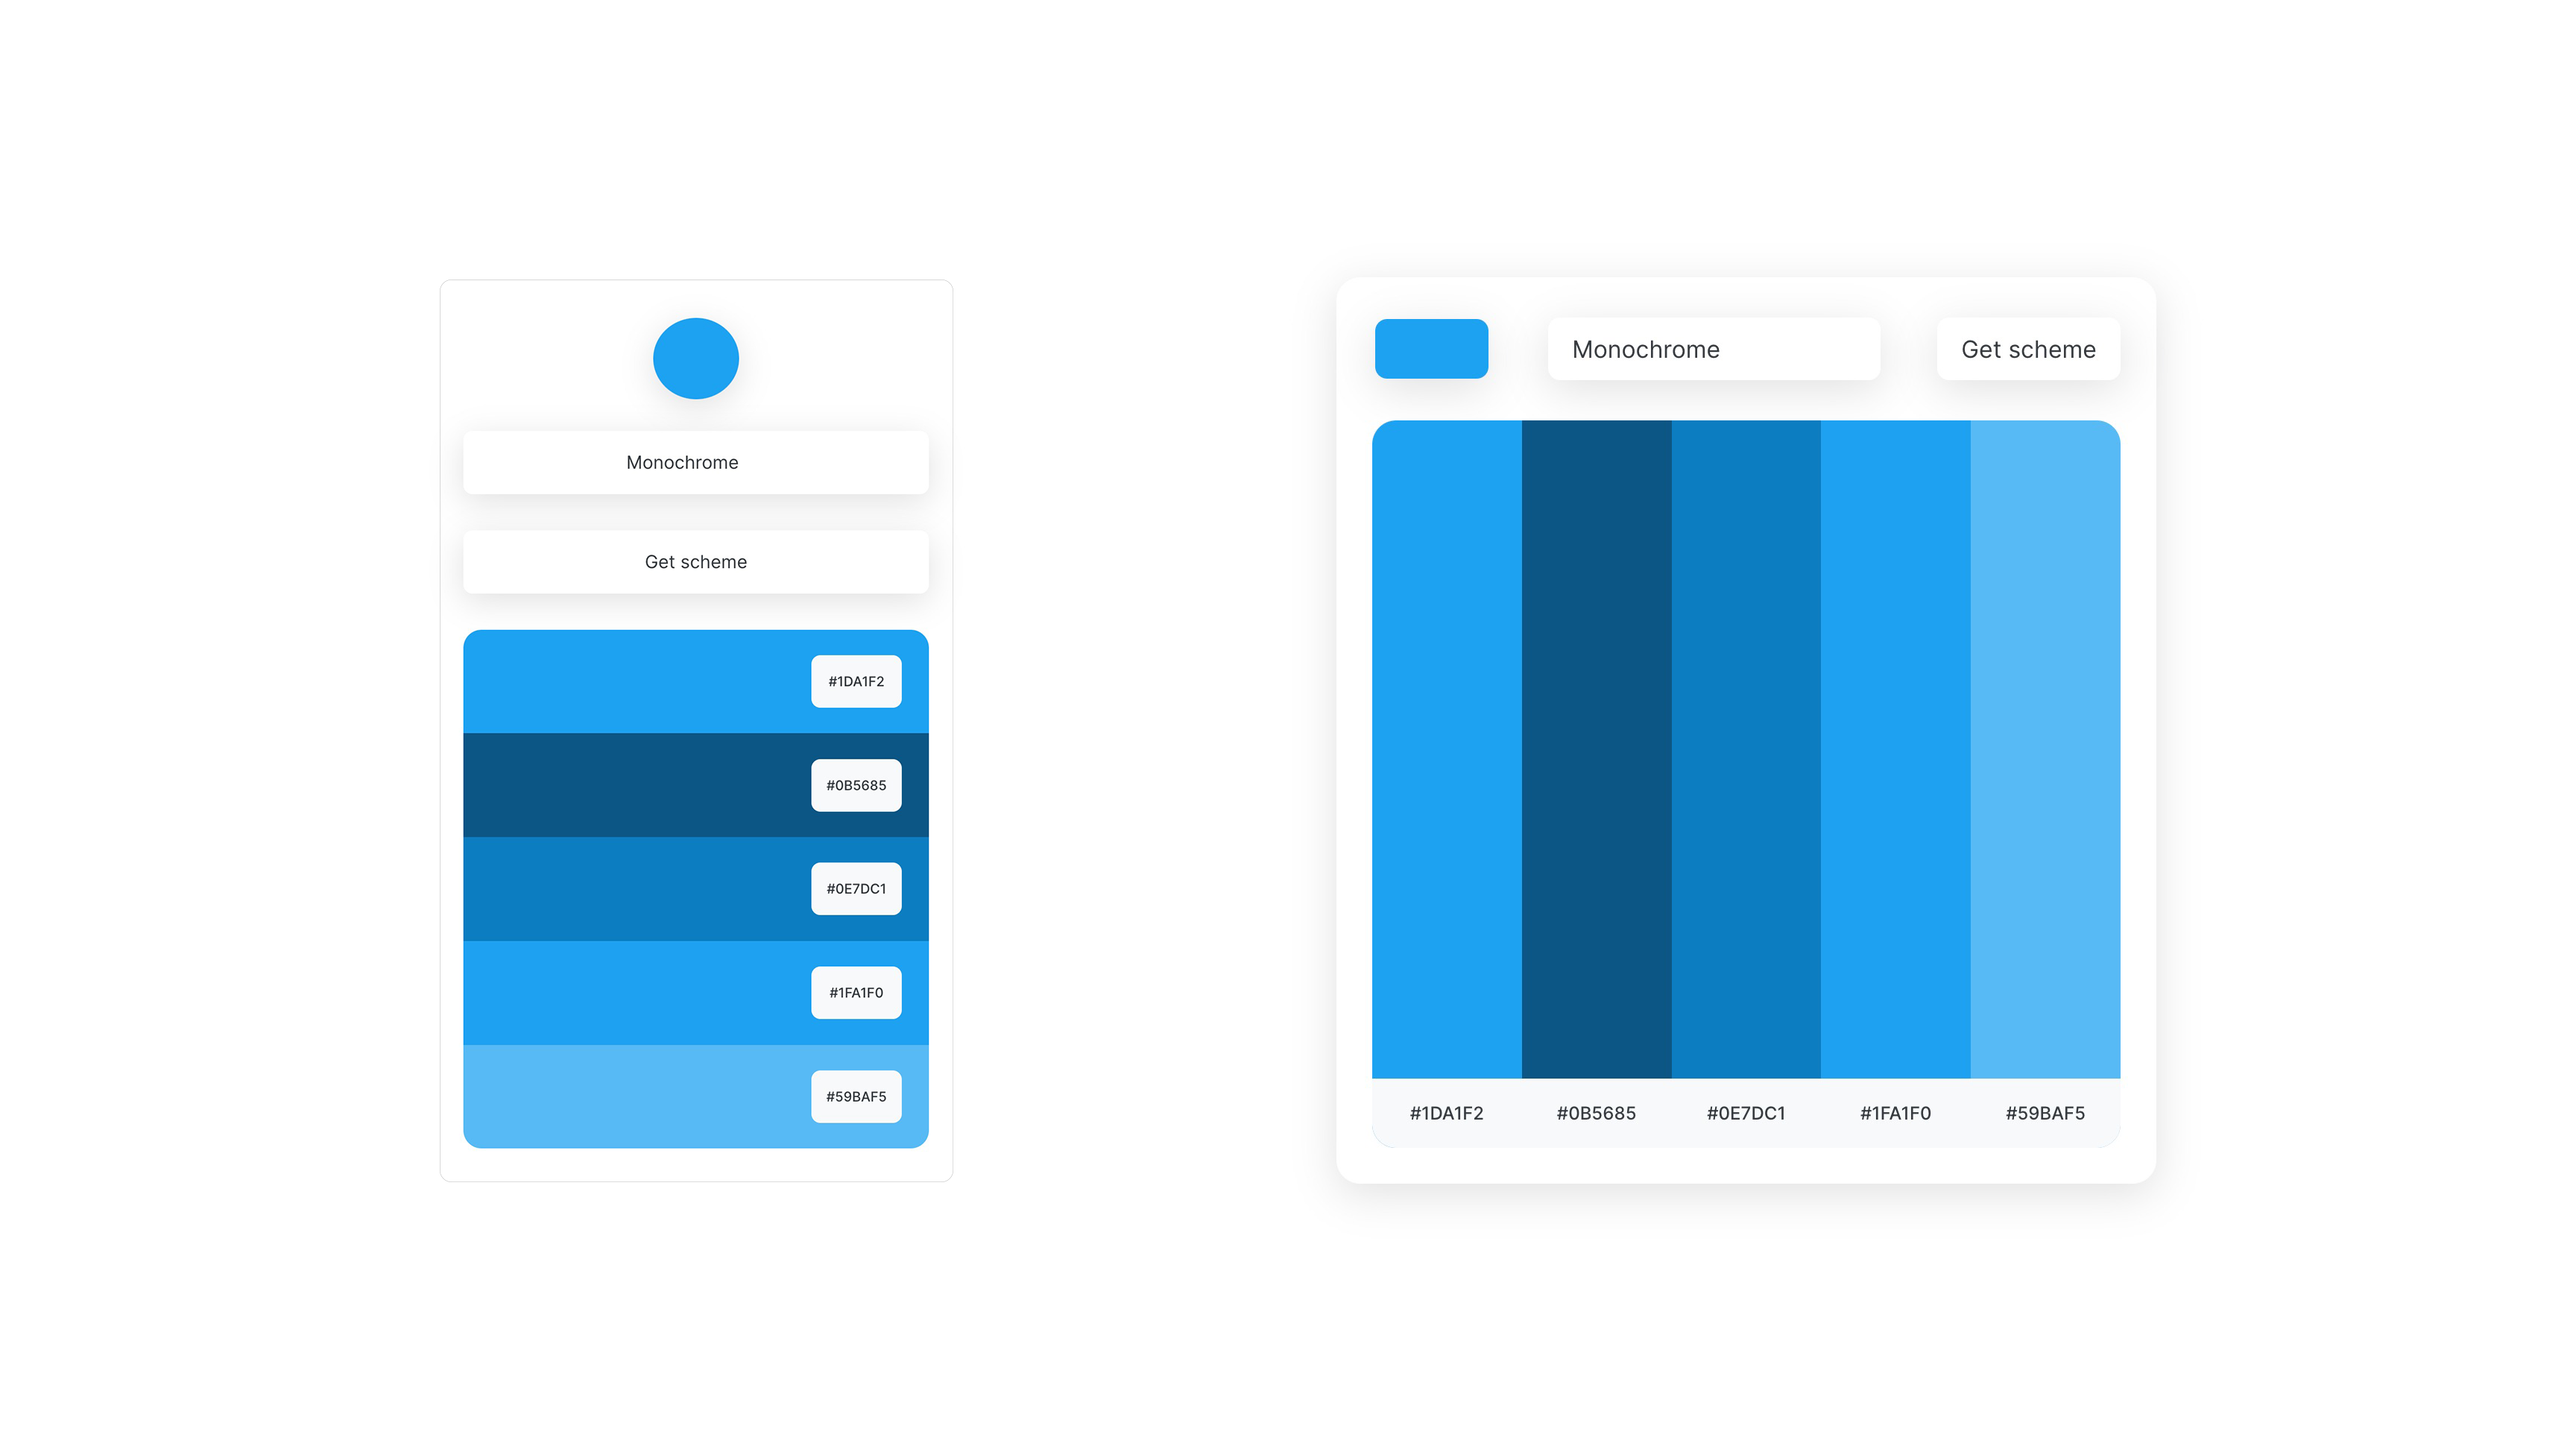 Monochrome
Get scheme
#1DA1F2
#0B5685
#0E7DC1
#1FA1F0
#59BAF5
Monochrome
Get scheme
#1DA1F2
#0B5685
#0E7DC1
#1FA1F0
#59BAF5